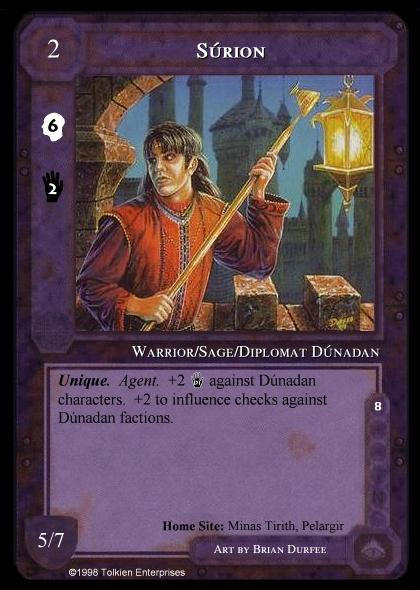 2
SÚRION
6
2
WARRIOR/SAGE/DIPLOMAT DÚNADAN
Unique. Agent. +2 against Dúnadan
characters. +2 to influence checks against
Dúnadan factions.
8
Home Site: Minas Tirith, Pelargir
5/7
ART BY BRIAN DURFEE
©1998 Tolkien Enterprises